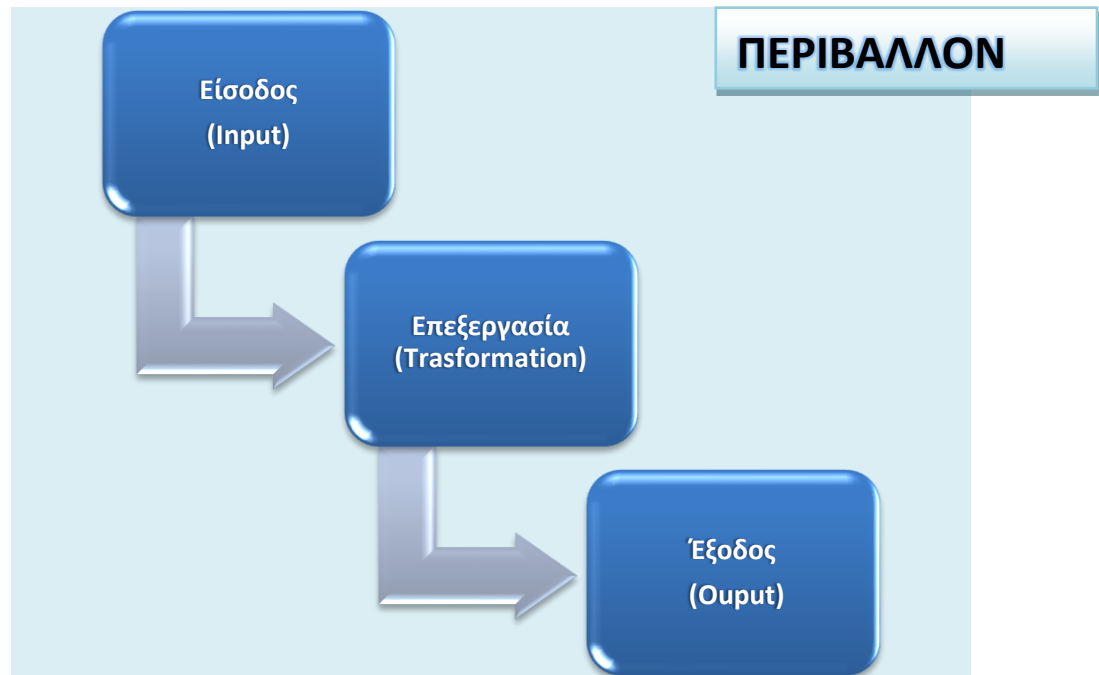 ΠΕΡΙΒΑΛΛΟΝ
Είσοδος
(Input)
Επεξεργασία
(Trasformation)
Έξοδος
(Ouput)